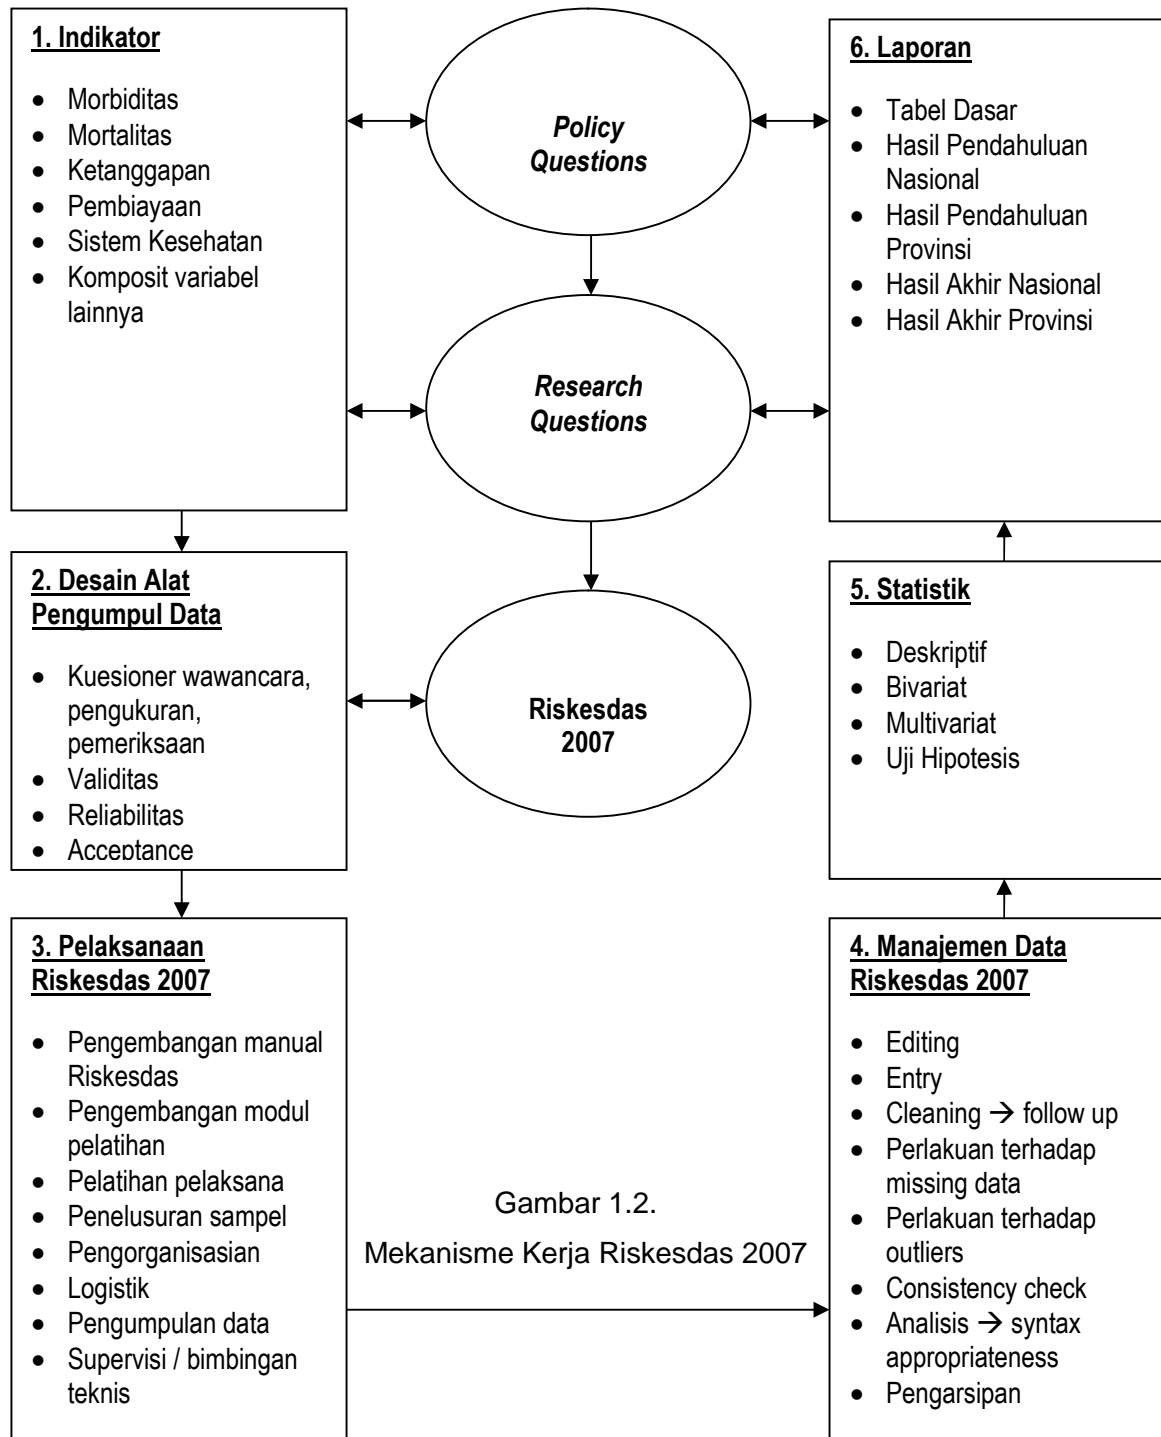 1. Indikator
• Morbiditas
• Mortalitas
• Ketanggapan
• Pembiayaan
• Sistem Kesehatan
• Komposit variabel
lainnya
Policy
Questions
6. Laporan
• Tabel Dasar
• Hasil Pendahuluan
Nasional
• Hasil Pendahuluan
Provinsi
• Hasil Akhir Nasional
• Hasil Akhir Provinsi
Research
Questions
2. Desain Alat
Pengumpul Data
• Kuesioner wawancara,
pengukuran,
pemeriksaan
• Validitas
• Reliabilitas
• Acceptance
Riskesdas
2007
5. Statistik
• Deskriptif
• Bivariat
• Multivariat
• Uji Hipotesis
3. Pelaksanaan
Riskesdas 2007
• Pengembangan manual
Riskesdas
• Pengembangan modul
pelatihan
• Pelatihan pelaksana
• Penelusuran sampel
• Pengorganisasian
• Logistik
• Pengumpulan data
• Supervisi / bimbingan
teknis
Gambar 1.2.
Mekanisme Kerja Riskesdas 2007
4. Manajemen Data
Riskesdas 2007
• Editing
• Entry
• Cleaning → follow up
• Perlakuan terhadap
missing data
• Perlakuan terhadap
outliers
• Consistency check
• Analisis → syntax
appropriateness
• Pengarsipan